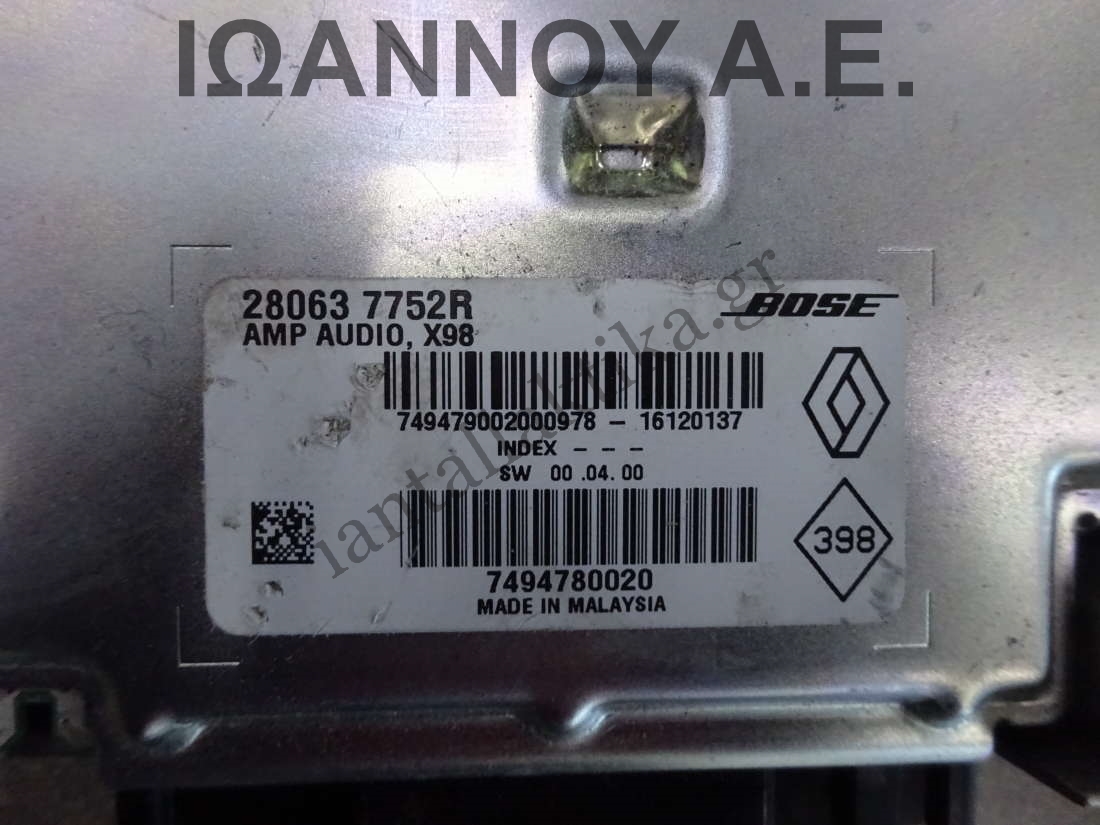 ΙΩΑΝΝΟΥ Α.Ε.
28063 7752R
BOSE
AMP AUDIO, X98
749479002000978 - 16120137
INDEX - - -
SW 00 .04. 00
398
7494780020
MADE IN MALAYSIA